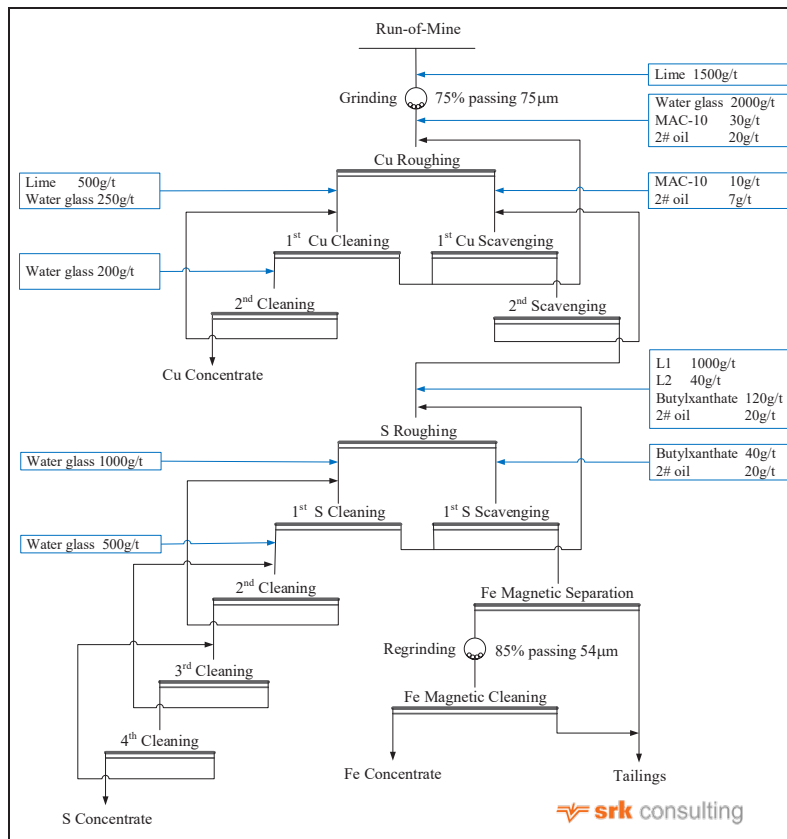 Run-of-Mine
Lime 1500g/t
Grinding
75% passing 75μm
Water glass 2000g/t
MAC-10 30g/t
2# oil 20g/t
Cu Roughing
Lime 500g/t
Water glass 250g/t
MAC-10 10g/t
2# oil 7g/t
1st Cu Cleaning
1st Cu Scavenging
Water glass 200g/t
2nd Cleaning
2nd Scavenging
Cu Concentrate
L1 1000g/t
L2 40g/t
Butylxanthate 120g/t
2# oil 20g/t
S Roughing
Water glass 1000g/t
Butylxanthate 40g/t
2# oil 20g/t
1st S Cleaning
1st S Scavenging
Water glass 500g/t
2nd Cleaning
Fe Magnetic Separation
Regrinding
85% passing 54μm
3rd Cleaning
Fe Magnetic Cleaning
4th Cleaning
Fe Concentrate
Tailings
S Concentrate
srk consulting